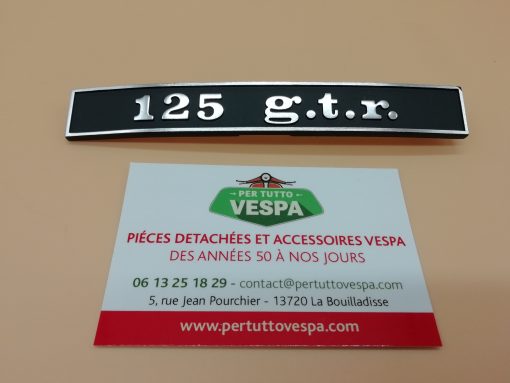 125 g.t.r.
PER TUTTO
VESPA
PIÉCES DETACHÉES ET ACCESSOIRES VESPA
DES ANNÉES 50 À NOS JOURS
06 13 25 18 29 - contact@pertuttovespa.com
5, rue Jean Pourchier - 13720 La Bouilladisse
www.pertuttovespa.com